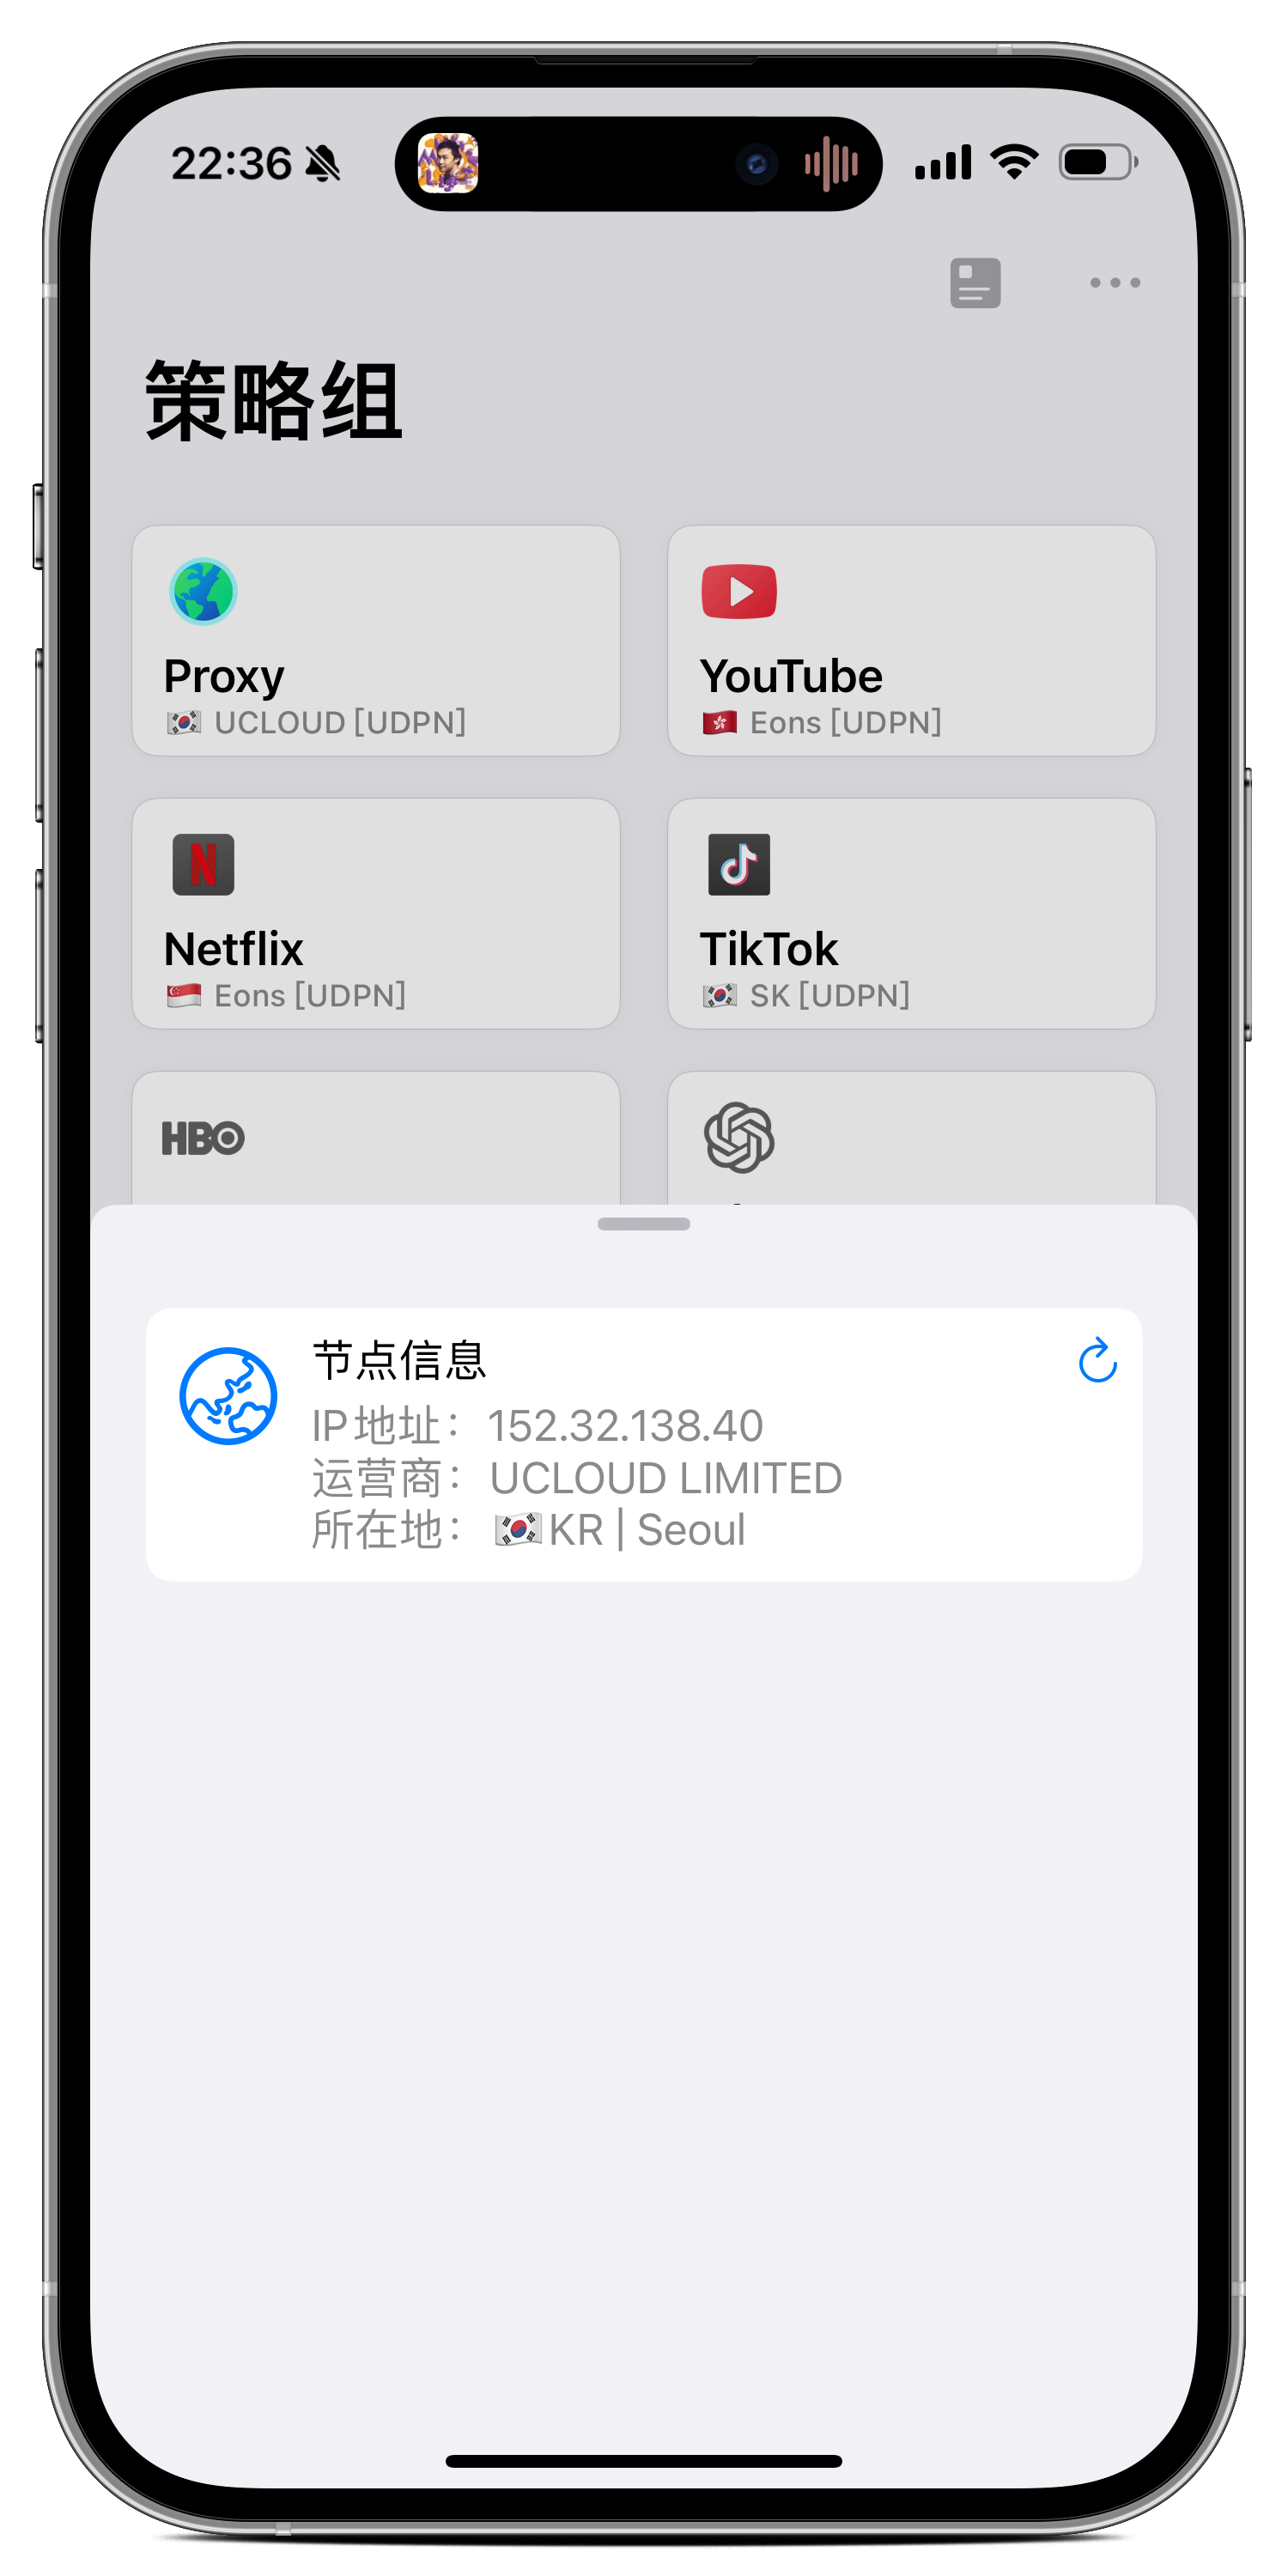 22:36
策略组
Proxy
🇰🇷 UCLOUD [UDPN]
YouTube
🇭🇰 Eons [UDPN]
N
Netflix
🇸🇬 Eons [UDPN]
TikTok
🇰🇷 SK [UDPN]
HBO
节点信息
IP地址： 152.32.138.40
运营商： UCLOUD LIMITED
所在地： 🇰🇷KR | Seoul